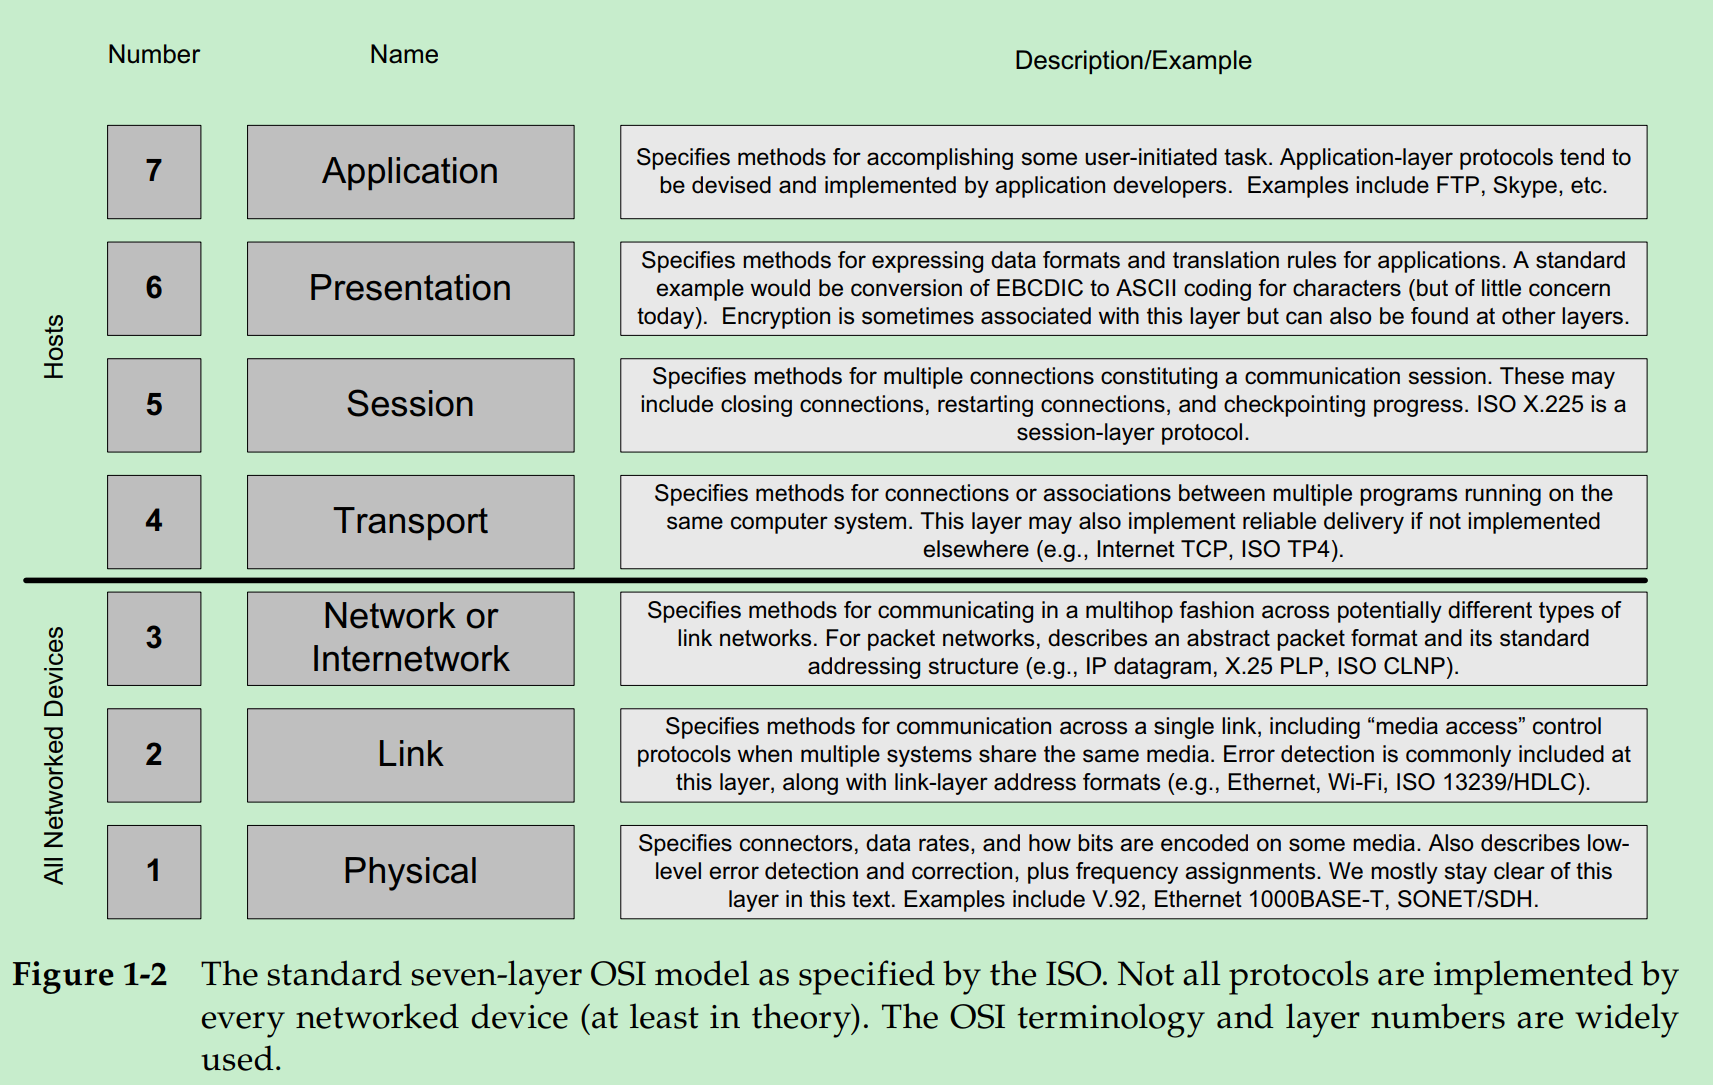 Number Name Description/Example
7 Application
Specifies methods for accomplishing some user-initiated task. Application-layer protocols tend to
be devised and implemented by application developers.  Examples include FTP, Skype, etc.
6 Presentation
Specifies methods for expressing data formats and translation rules for applications. A standard
example would be conversion of EBCDIC to ASCII coding for characters (but of little concern
today).  Encryption is sometimes associated with this layer but can also be found at other layers.
Hosts
5 Session
Specifies methods for multiple connections constituting a communication session. These may
include closing connections, restarting connections, and checkpointing progress. ISO X.225 is a
session-layer protocol.
4 Transport
Specifies methods for connections or associations between multiple programs running on the
same computer system. This layer may also implement reliable delivery if not implemented
elsewhere (e.g., Internet TCP, ISO TP4).
3 Network or
Internetwork
Specifies methods for communicating in a multihop fashion across potentially different types of
link networks. For packet networks, describes an abstract packet format and its standard
addressing structure (e.g., IP datagram, X.25 PLP, ISO CLNP).
All Networked Devices
2 Link
Specifies methods for communication across a single link, including “media access” control
protocols when multiple systems share the same media. Error detection is commonly included at
this layer, along with link-layer address formats (e.g., Ethernet, Wi-Fi, ISO 13239/HDLC).
1 Physical
Specifies connectors, data rates, and how bits are encoded on some media. Also describes low-
level error detection and correction, plus frequency assignments. We mostly stay clear of this
layer in this text. Examples include V.92, Ethernet 1000BASE-T, SONET/SDH.
Figure 1-2 The standard seven-layer OSI model as specified by the ISO. Not all protocols are implemented by
every networked device (at least in theory). The OSI terminology and layer numbers are widely
used.